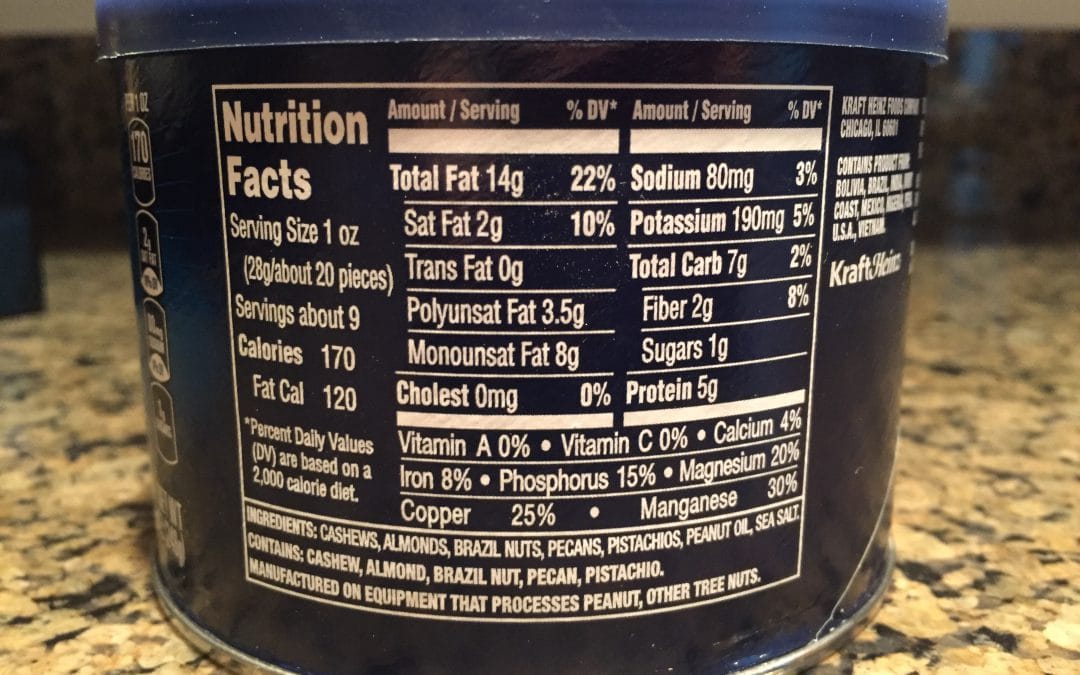 170
CALORIES
2g
Nutrition
Facts
Serving Size 1 oz
(28g/about 20 pieces)
Servings about 9
Calories 170
Fat Cal 120
*Percent Daily Values
(DV) are based on a
2,000 calorie diet.
Amount / Serving % DV*
Total Fat 14g 22%
Sat Fat 2g 10%
Trans Fat 0g
Polyunsat Fat 3.5g
Monounsat Fat 8g
Cholest 0mg 0%
Amount / Serving % DV*
Sodium 80mg 3%
Potassium 190mg 5%
Total Carb 7g 2%
Fiber 2g 8%
Sugars 1g
Protein 5g
Vitamin A 0% • Vitamin C 0% • Calcium 4%
Iron 8% • Phosphorus 15% • Magnesium 20%
Copper 25% • Manganese 30%
INGREDIENTS: CASHEWS, ALMONDS, BRAZIL NUTS, PECANS, PISTACHIOS, PEANUT OIL, SEA SALT.
CONTAINS: CASHEW, ALMOND, BRAZIL NUT, PECAN, PISTACHIO.
MANUFACTURED ON EQUIPMENT THAT PROCESSES PEANUT, OTHER TREE NUTS.
KRAFT HEINZ FOODS COMPANY
CHICAGO, IL 60601
CONTAINS PRODUCT FROM:
BOLIVIA, BRAZIL,
COAST, MEXICO,
U.S.A., VIETNAM.
KraftHeinz